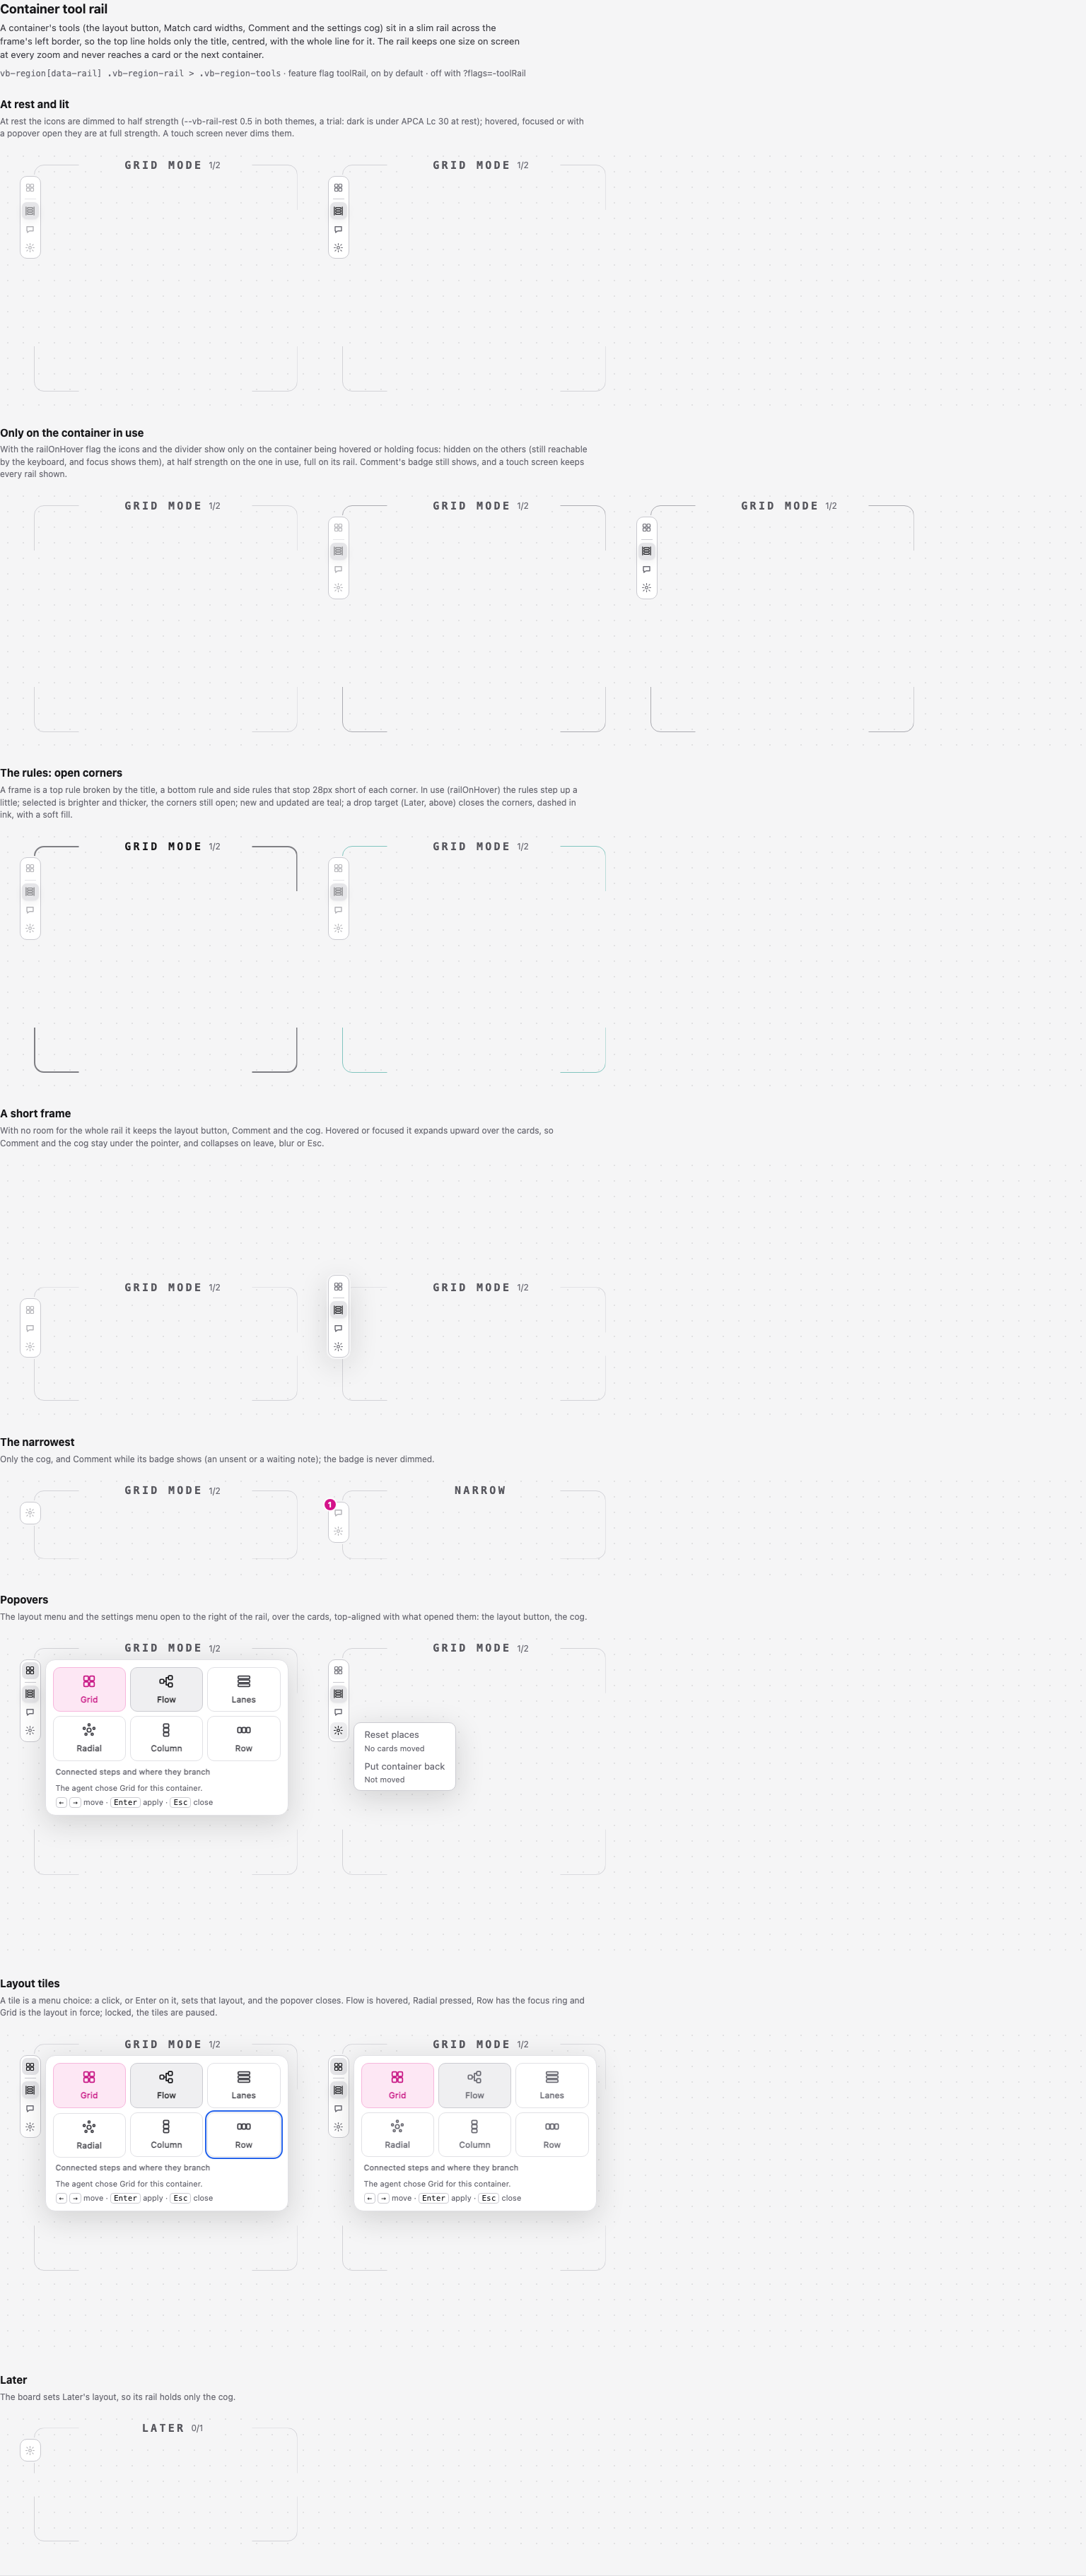 Container tool rail
A container's tools (the layout button, Match card widths, Comment and the settings cog) sit in a slim rail across the
frame's left border, so the top line holds only the title, centred, with the whole line for it. The rail keeps one size on screen
at every zoom and never reaches a card or the next container.
vb-region[data-rail] .vb-region-rail > .vb-region-tools · feature flag toolRail, on by default · off with ?flags=-toolRail
At rest and lit
At rest the icons are dimmed to half strength (--vb-rail-rest 0.5 in both themes, a trial: dark is under APCA Lc 30 at rest); hovered, focused or with
a popover open they are at full strength. A touch screen never dims them.
GRID MODE 1/2
GRID MODE 1/2
Only on the container in use
With the railOnHover flag the icons and the divider show only on the container being hovered or holding focus: hidden on the others (still reachable
by the keyboard, and focus shows them), at half strength on the one in use, full on its rail. Comment's badge still shows, and a touch screen keeps
every rail shown.
GRID MODE 1/2
GRID MODE 1/2
GRID MODE 1/2
The rules: open corners
A frame is a top rule broken by the title, a bottom rule and side rules that stop 28px short of each corner. In use (railOnHover) the rules step up a
little; selected is brighter and thicker, the corners still open; new and updated are teal; a drop target (Later, above) closes the corners, dashed in
ink, with a soft fill.
GRID MODE 1/2
GRID MODE 1/2
A short frame
With no room for the whole rail it keeps the layout button, Comment and the cog. Hovered or focused it expands upward over the cards, so
Comment and the cog stay under the pointer, and collapses on leave, blur or Esc.
GRID MODE 1/2
GRID MODE 1/2
The narrowest
Only the cog, and Comment while its badge shows (an unsent or a waiting note); the badge is never dimmed.
GRID MODE 1/2
1
NARROW
Popovers
The layout menu and the settings menu open to the right of the rail, over the cards, top-aligned with what opened them: the layout button, the cog.
GRID MODE 1/2
Grid Flow Lanes
Radial Column Row
Connected steps and where they branch
The agent chose Grid for this container.
← → move · Enter apply · Esc close
GRID MODE 1/2
Reset places
No cards moved
Put container back
Not moved
Layout tiles
A tile is a menu choice: a click, or Enter on it, sets that layout, and the popover closes. Flow is hovered, Radial pressed, Row has the focus ring and
Grid is the layout in force; locked, the tiles are paused.
GRID MODE 1/2
Grid Flow Lanes
Radial Column Row
Connected steps and where they branch
The agent chose Grid for this container.
← → move · Enter apply · Esc close
GRID MODE 1/2
Grid Flow Lanes
Radial Column Row
Connected steps and where they branch
The agent chose Grid for this container.
← → move · Enter apply · Esc close
Later
The board sets Later's layout, so its rail holds only the cog.
LATER 0/1